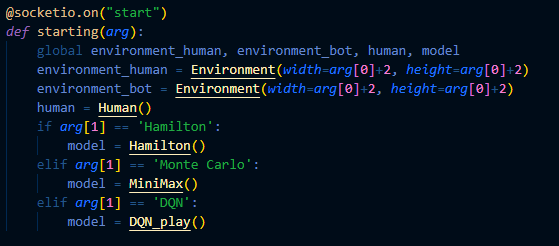 @socketio.on("start")
def starting(arg):
    global environment_human, environment_bot, human, model
    environment_human = Environment(width=arg[0]+2, height=arg[0]+2)
    environment_bot = Environment(width=arg[0]+2, height=arg[0]+2)
    human = Human()
    if arg[1] == 'Hamilton':
        model = Hamilton()
    elif arg[1] == 'Monte Carlo':
        model = MiniMax()
    elif arg[1] == 'DQN':
        model = DQN_play()